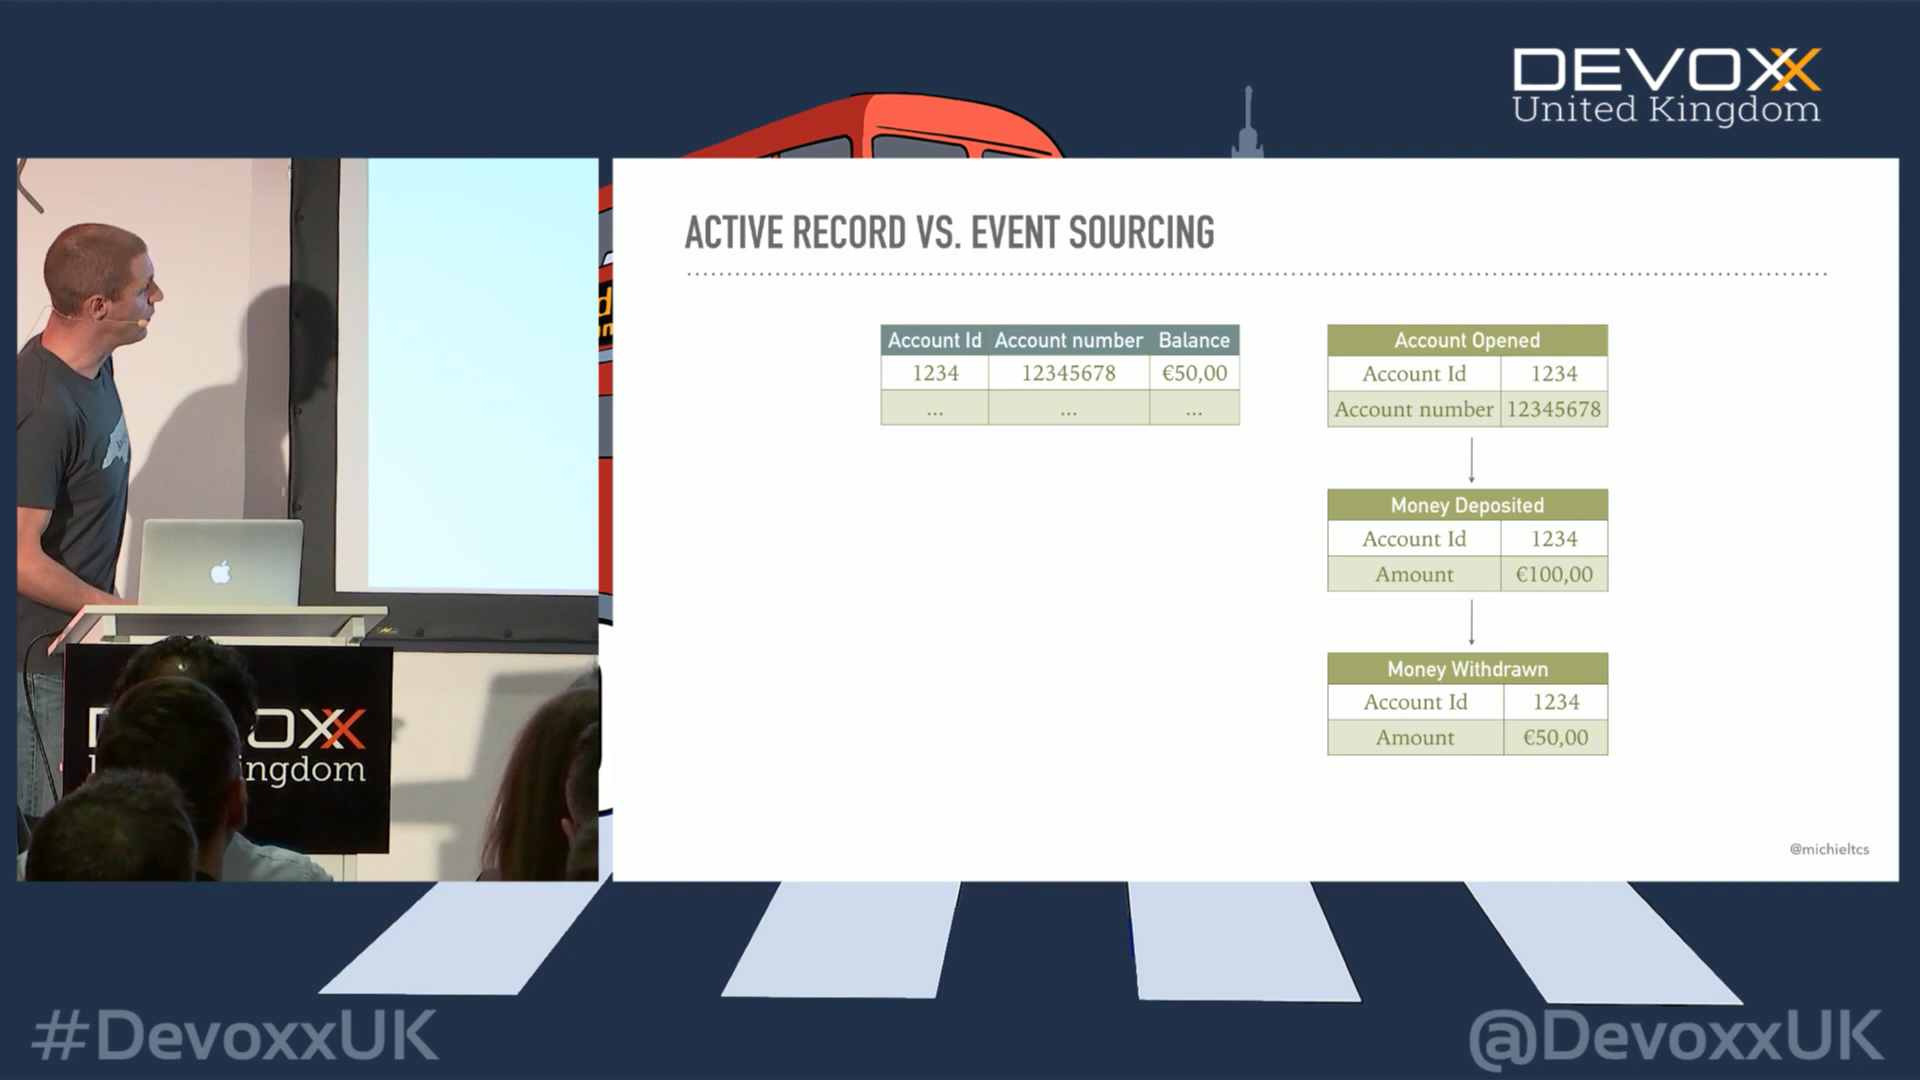 DEVOXX
United Kingdom
ACTIVE RECORD VS. EVENT SOURCING
Account Id Account number Balance
1234 12345678 €50,00
... ... ...
Account Opened
Account Id 1234
Account number 12345678
Money Deposited
Account Id 1234
Amount €100,00
Money Withdrawn
Account Id 1234
Amount €50,00
@michieltcs
OXX
ingdom
#DevoxxUK
@DevoxxUK